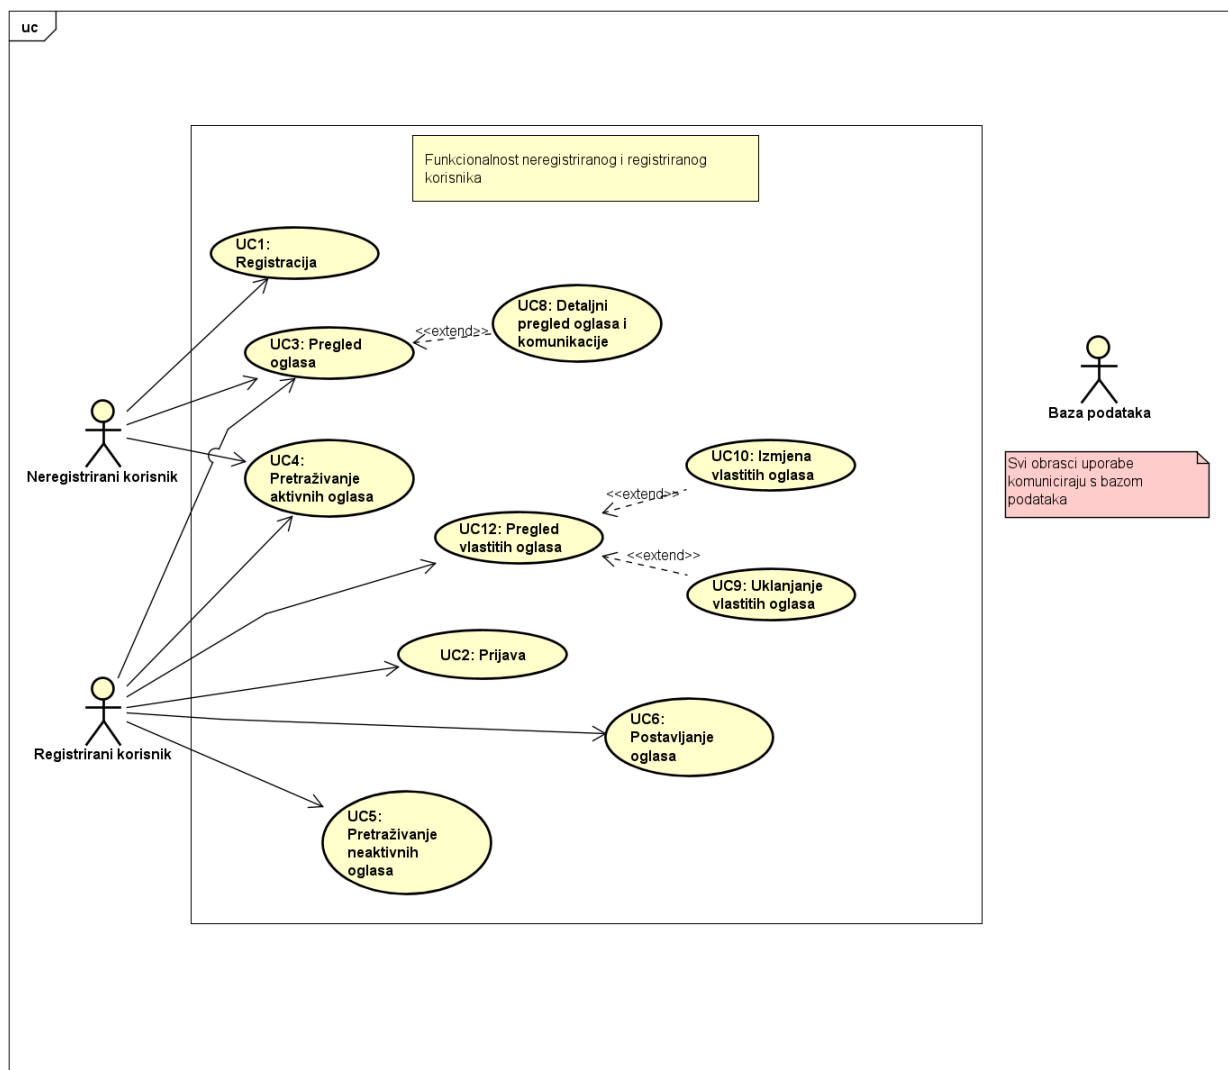 uc
Funkcionalnost neregistriranog i registriranog
korisnika
UC1:
Registracija
UC8: Detaljni
pregled oglasa i
komunikacije
<<extend>>
UC3: Pregled
oglasa
Baza podataka
Neregistrirani korisnik
UC4:
Pretraživanje
aktivnih oglasa
UC10: Izmjena
vlastitih oglasa
Svi obrasci uporabe
komuniciraju s bazom
podataka
<<extend>>
UC12: Pregled
vlastitih oglasa
<<extend>>
UC9: Uklanjanje
vlastitih oglasa
UC2: Prijava
UC6:
Postavljanje
oglasa
Registrirani korisnik
UC5:
Pretraživanje
neaktivnih
oglasa